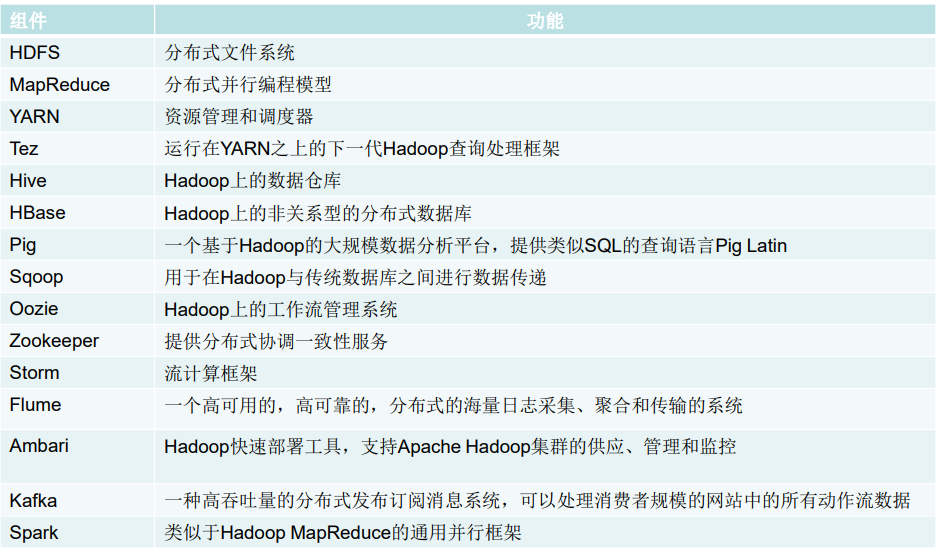 组件 功能
HDFS 分布式文件系统
MapReduce 分布式并行编程模型
YARN 资源管理和调度器
Tez 运行在YARN之上的下一代Hadoop查询处理框架
Hive Hadoop上的数据仓库
HBase Hadoop上的非关系型的分布式数据库
Pig 一个基于Hadoop的大规模数据分析平台，提供类似SQL的查询语言Pig Latin
Sqoop 用于在Hadoop与传统数据库之间进行数据传递
Oozie Hadoop上的工作流管理系统
Zookeeper 提供分布式协调一致性服务
Storm 流计算框架
Flume 一个高可用的，高可靠的，分布式的海量日志采集、聚合和传输的系统
Ambari Hadoop快速部署工具，支持Apache Hadoop集群的供应、管理和监控
Kafka 一种高吞吐量的分布式发布订阅消息系统，可以处理消费者规模的网站中的所有动作流数据
Spark 类似于Hadoop MapReduce的通用并行框架